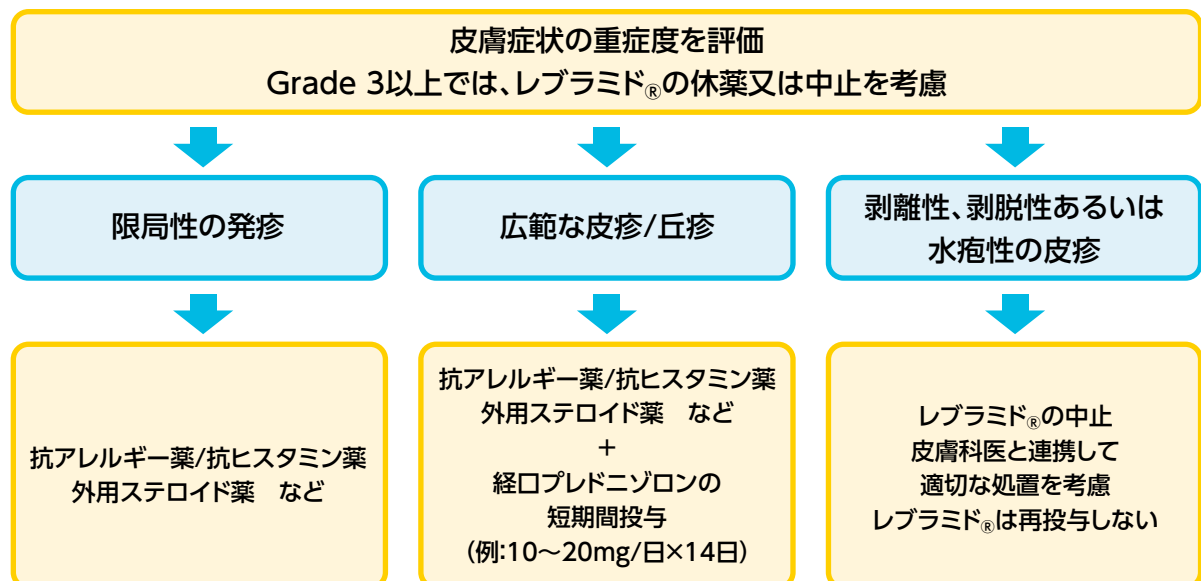 皮膚症状の重症度を評価
Grade 3以上では、レブラミド®の休薬又は中止を考慮
限局性の発疹
広範な皮疹/丘疹
剥離性、剥脱性あるいは
水疱性の皮疹
抗アレルギー薬/抗ヒスタミン薬
外用ステロイド薬　など
抗アレルギー薬/抗ヒスタミン薬
外用ステロイド薬　など
+
経口プレドニゾロンの
短期間投与
(例:10～20mg/日×14日)
レブラミド®の中止
皮膚科医と連携して
適切な処置を考慮
レブラミド®は再投与しない